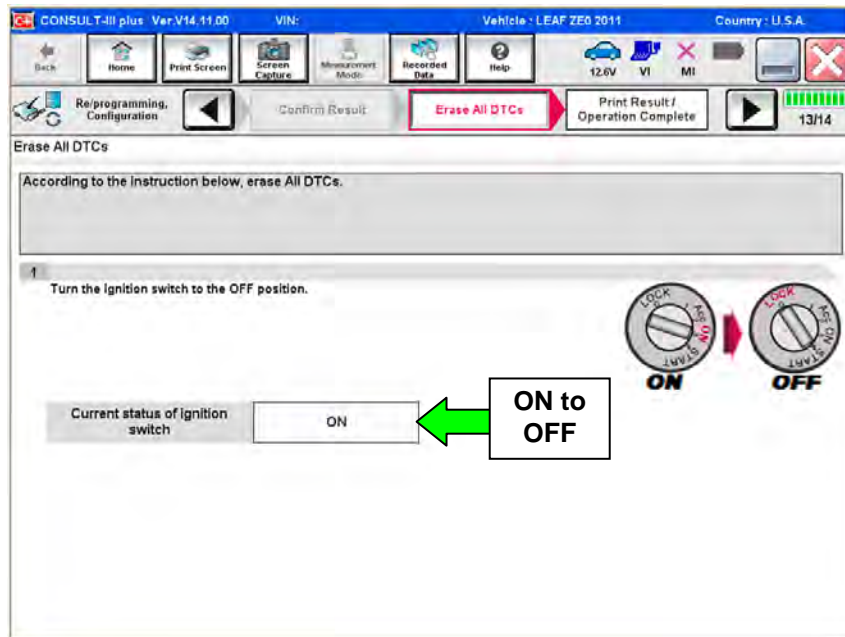 C+ CONSULT-III plus Ver.V14.11.00 VIN: Vehicle : LEAF ZE0 2011 Country : U.S.A.
Back Home Print Screen Screen Capture Measurement Mode Recorded Data Help 12.6V VI MI
Re/programming, Configuration Confirm Result Erase All DTCs Print Result / Operation Complete 13/14
Erase All DTCs
According to the instruction below, erase All DTCs.
1
Turn the ignition switch to the OFF position.
LOCK 0 1 Acc ON START
LOCK Acc ON START
ON OFF
Current status of ignition switch ON
ON to
OFF